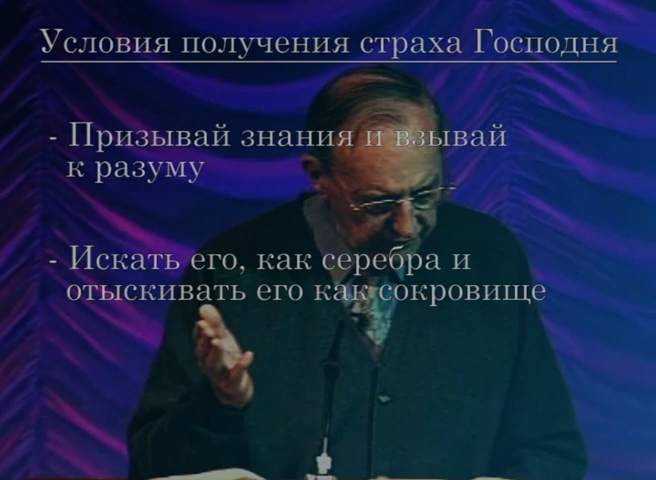 Условия получения страха Господня
- Призывай знания и взывай
к разуму
- Искать его, как серебра и
отыскивать его как сокровище